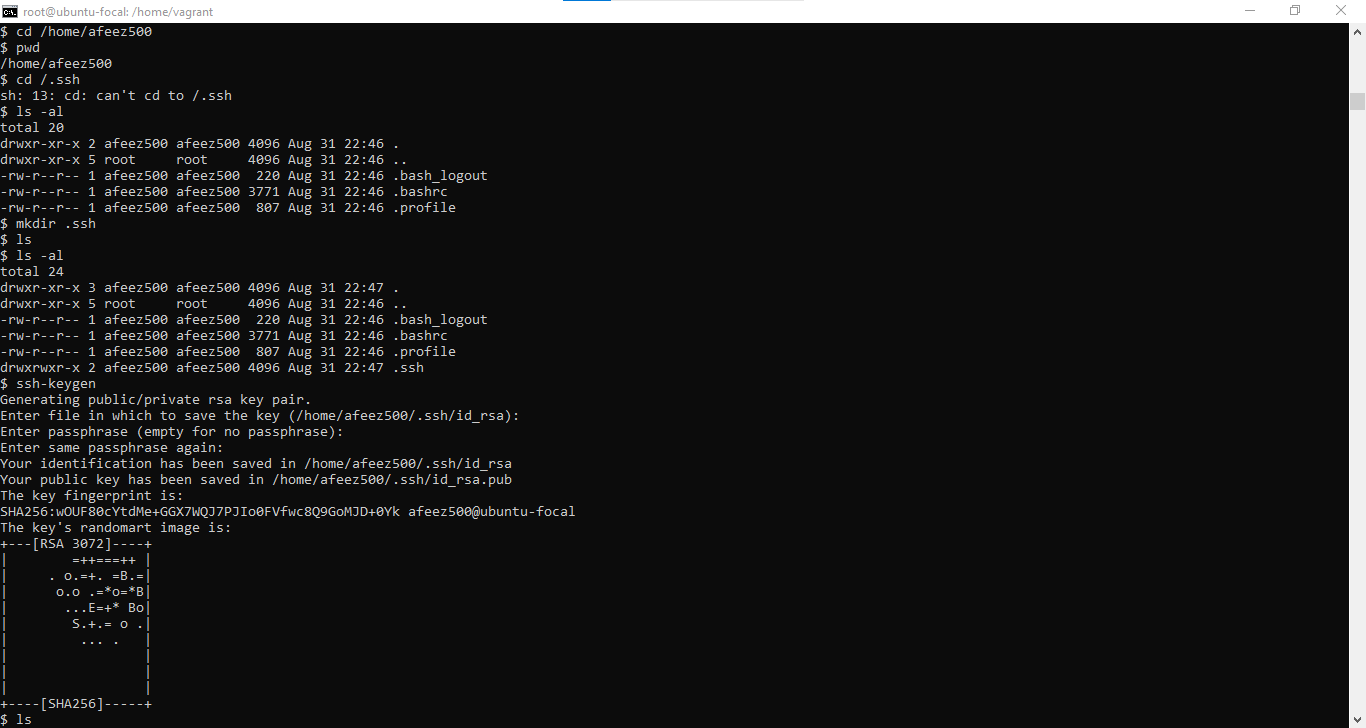 root@ubuntu-focal: /home/vagrant
$ cd /home/afeez500
$ pwd
/home/afeez500
$ cd /.ssh
sh: 13: cd: can't cd to /.ssh
$ ls -al
total 20
drwxr-xr-x 2 afeez500 afeez500 4096 Aug 31 22:46 .
drwxr-xr-x 5 root     root     4096 Aug 31 22:46 ..
-rw-r--r-- 1 afeez500 afeez500  220 Aug 31 22:46 .bash_logout
-rw-r--r-- 1 afeez500 afeez500 3771 Aug 31 22:46 .bashrc
-rw-r--r-- 1 afeez500 afeez500  807 Aug 31 22:46 .profile
$ mkdir .ssh
$ ls
$ ls -al
total 24
drwxr-xr-x 3 afeez500 afeez500 4096 Aug 31 22:47 .
drwxr-xr-x 5 root     root     4096 Aug 31 22:46 ..
-rw-r--r-- 1 afeez500 afeez500  220 Aug 31 22:46 .bash_logout
-rw-r--r-- 1 afeez500 afeez500 3771 Aug 31 22:46 .bashrc
-rw-r--r-- 1 afeez500 afeez500  807 Aug 31 22:46 .profile
drwxrwxr-x 2 afeez500 afeez500 4096 Aug 31 22:47 .ssh
$ ssh-keygen
Generating public/private rsa key pair.
Enter file in which to save the key (/home/afeez500/.ssh/id_rsa):
Enter passphrase (empty for no passphrase):
Enter same passphrase again:
Your identification has been saved in /home/afeez500/.ssh/id_rsa
Your public key has been saved in /home/afeez500/.ssh/id_rsa.pub
The key fingerprint is:
SHA256:wOUF80cYtdMe+GGX7WQJ7PJIo0FVfwc8Q9GoMJD+0Yk afeez500@ubuntu-focal
The key's randomart image is:
+---[RSA 3072]----+
|        =++===++ |
|     . o.=+. =B.=|
|      o.o .=*o=*B|
|       ...E=+* Bo|
|        S.+.= o .|
|         ... .   |
|                 |
|                 |
|                 |
+----[SHA256]-----+
$ ls